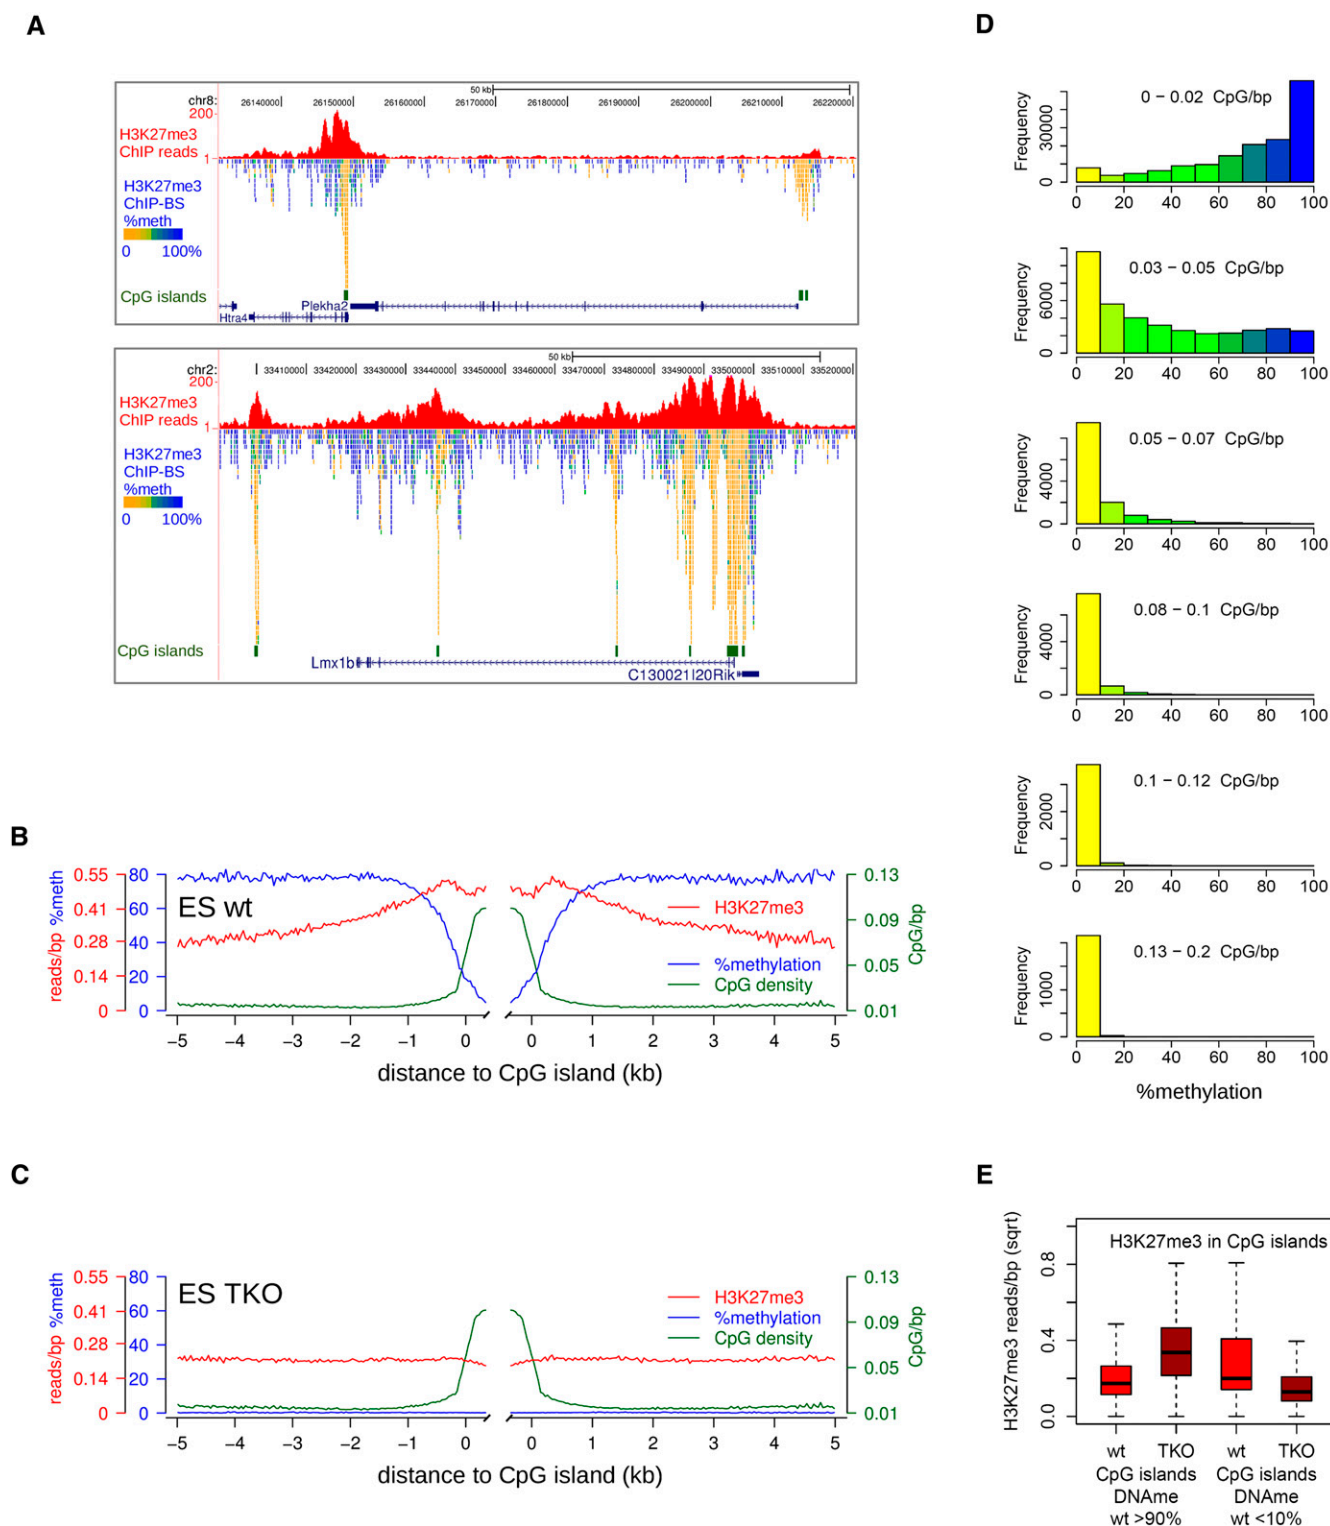 A
50 kb
chr8: 26140000 26150000 26160000 26170000 26180000 26190000 26200000 26210000 26220000
200
H3K27me3
ChIP reads
1
H3K27me3
ChIP-BS
%meth
0 100%
CpG islands
Plekha2
Htra4
50 kb
chr2: 33410000 33420000 33430000 33440000 33450000 33460000 33470000 33480000 33490000 33500000 33510000 33520000
200
H3K27me3
ChIP reads
1
H3K27me3
ChIP-BS
%meth
0 100%
CpG islands
Lmx1b
C130021I20Rik
B
reads/bp %meth
0.55 80 0.13
0.41 60 0.09
0.28 40
0.14 20 0.05
0 0 0.01
CpG/bp
ES wt
H3K27me3
%methylation
CpG density
−5 −4 −3 −2 −1 0 0 1 2 3 4 5
distance to CpG island (kb)
C
reads/bp %meth
0.55 80 0.13
0.41 60 0.09
0.28 40
0.14 20 0.05
0 0 0.01
CpG/bp
ES TKO
H3K27me3
%methylation
CpG density
−5 −4 −3 −2 −1 0 0 1 2 3 4 5
distance to CpG island (kb)
D
0 − 0.02 CpG/bp
Frequency
0 30000
0 20 40 60 80 100
0.03 − 0.05 CpG/bp
Frequency
0 6000
0 20 40 60 80 100
0.05 − 0.07 CpG/bp
Frequency
0 4000
0 20 40 60 80 100
0.08 − 0.1 CpG/bp
Frequency
0 4000
0 20 40 60 80 100
0.1 − 0.12 CpG/bp
Frequency
0 2000
0 20 40 60 80 100
0.13 − 0.2 CpG/bp
Frequency
0 1000
0 20 40 60 80 100
%methylation
E
H3K27me3 reads/bp (sqrt)
0.0 0.4 0.8
H3K27me3 in CpG islands
wt TKO wt TKO
CpG islands CpG islands
DNAme DNAme
wt >90% wt <10%